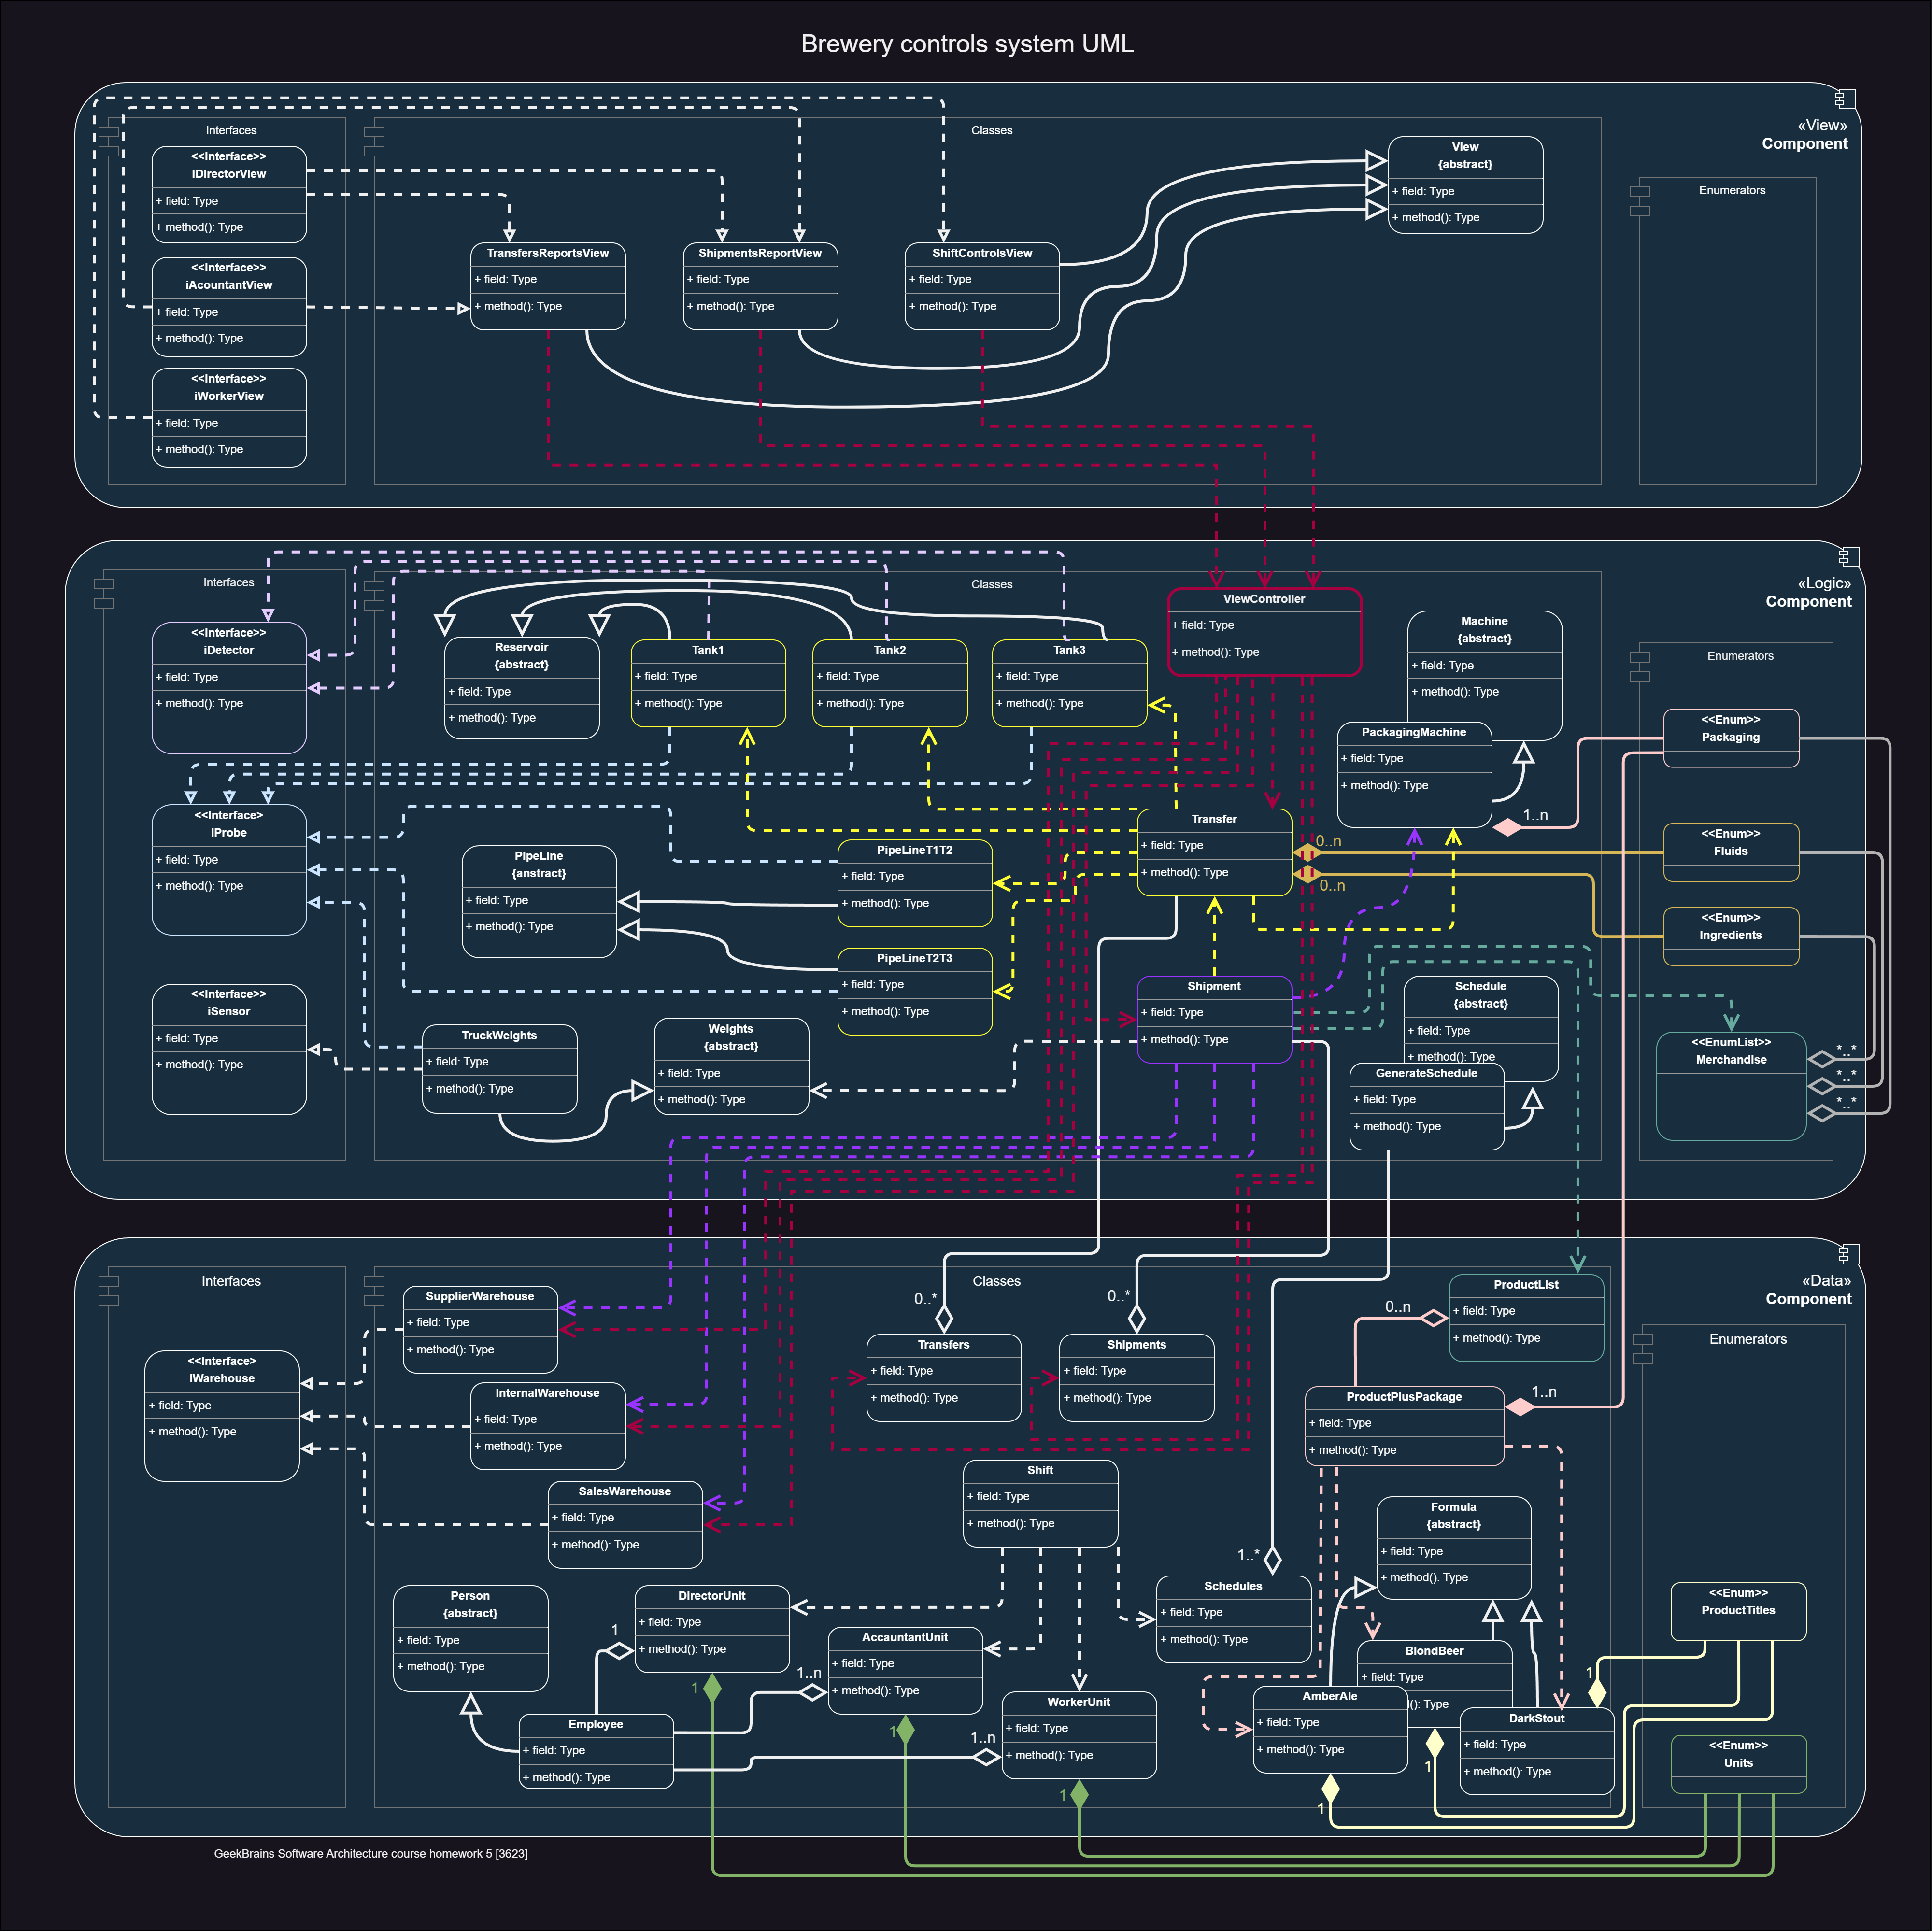 Brewery controls system UML
«View»
Component
Interfaces
<<Interface>>
iDirectorView
+ field: Type
+ method(): Type
<<Interface>>
iAcountantView
+ field: Type
+ method(): Type
<<Interface>>
iWorkerView
+ field: Type
+ method(): Type
Classes
View
{abstract}
+ field: Type
+ method(): Type
TransfersReportsView
+ field: Type
+ method(): Type
ShipmentsReportView
+ field: Type
+ method(): Type
ShiftControlsView
+ field: Type
+ method(): Type
Enumerators
«Logic»
Component
Interfaces
<<Interface>>
iDetector
+ field: Type
+ method(): Type
<<Interface>
iProbe
+ field: Type
+ method(): Type
<<Interface>>
iSensor
+ field: Type
+ method(): Type
Classes
Reservoir
{abstract}
+ field: Type
+ method(): Type
Tank1
+ field: Type
+ method(): Type
Tank2
+ field: Type
+ method(): Type
Tank3
+ field: Type
+ method(): Type
ViewController
+ field: Type
+ method(): Type
Machine
{abstract}
+ field: Type
+ method(): Type
PackagingMachine
+ field: Type
+ method(): Type
1..n
Transfer
+ field: Type
+ method(): Type
0..n
0..n
PipeLine
{anstract}
+ field: Type
+ method(): Type
PipeLineT1T2
+ field: Type
+ method(): Type
PipeLineT2T3
+ field: Type
+ method(): Type
Shipment
+ field: Type
+ method(): Type
TruckWeights
+ field: Type
+ method(): Type
Weights
{abstract}
+ field: Type
+ method(): Type
Schedule
{abstract}
+ field: Type
+ method(): Type
GenerateSchedule
+ field: Type
+ method(): Type
Enumerators
<<Enum>>
Packaging
<<Enum>>
Fluids
<<Enum>>
Ingredients
<<EnumList>>
Merchandise
*..*
*..*
*..*
«Data»
Component
Interfaces
<<Interface>
iWarehouse
+ field: Type
+ method(): Type
Classes
SupplierWarehouse
+ field: Type
+ method(): Type
InternalWarehouse
+ field: Type
+ method(): Type
SalesWarehouse
+ field: Type
+ method(): Type
0..*
Transfers
+ field: Type
+ method(): Type
0..*
Shipments
+ field: Type
+ method(): Type
ProductList
+ field: Type
+ method(): Type
0..n
ProductPlusPackage
+ field: Type
+ method(): Type
1..n
Shift
+ field: Type
+ method(): Type
Formula
{abstract}
+ field: Type
+ method(): Type
1..*
Schedules
+ field: Type
+ method(): Type
Person
{abstract}
+ field: Type
+ method(): Type
DirectorUnit
+ field: Type
+ method(): Type
1
1
AccauntantUnit
+ field: Type
+ method(): Type
1..n
1
WorkerUnit
+ field: Type
+ method(): Type
1..n
1
Employee
+ field: Type
+ method(): Type
BlondBeer
+ field: Type
(): Type
1
AmberAle
+ field: Type
+ method(): Type
1
DarkStout
+ field: Type
+ method(): Type
1
Enumerators
<<Enum>>
ProductTitles
<<Enum>>
Units
GeekBrains Software Architecture course homework 5 [3623]